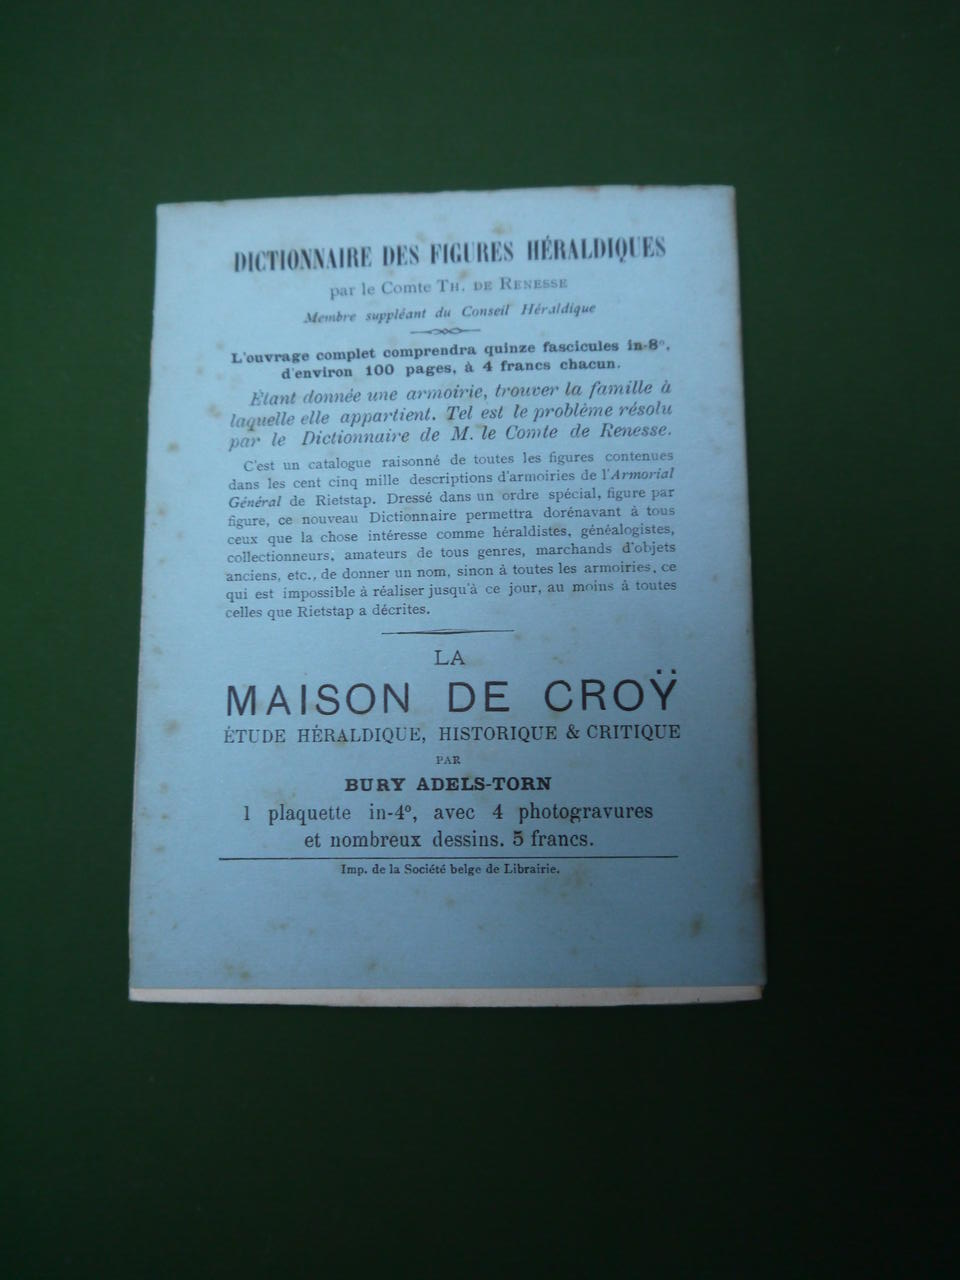 DICTIONNAIRE DES FIGURES HÉRALDIQUES
par le Comte TH. DE RENESSE
Membre suppléant du Conseil Héraldique
L'ouvrage complet comprendra quinze fascicules in-8°,
d'environ 100 pages, à 4 francs chacun.
Étant donnée une armoirie, trouver la famille à
laquelle elle appartient. Tel est le problème résolu
par le Dictionnaire de M. le Comte de Renesse.
C'est un catalogue raisonné de toutes les figures contenues
dans les cent cinq mille descriptions d'armoiries de l'Armorial
Général de Rietstap. Dressé dans un ordre spécial, figure par
figure, ce nouveau Dictionnaire permettra dorénavant à tous
ceux que la chose intéresse comme héraldistes, généalogistes,
collectionneurs, amateurs de tous genres, marchands d'objets
anciens, etc., de donner un nom, sinon à toutes les armoiries, ce
qui est impossible à réaliser jusqu'à ce jour, au moins à toutes
celles que Rietstap a décrites.
LA
MAISON DE CROŸ
ÉTUDE HÉRALDIQUE, HISTORIQUE & CRITIQUE
PAR
BURY ADELS-TORN
1 plaquette in-4°, avec 4 photogravures
et nombreux dessins. 5 francs.
Imp. de la Société belge de Librairie.